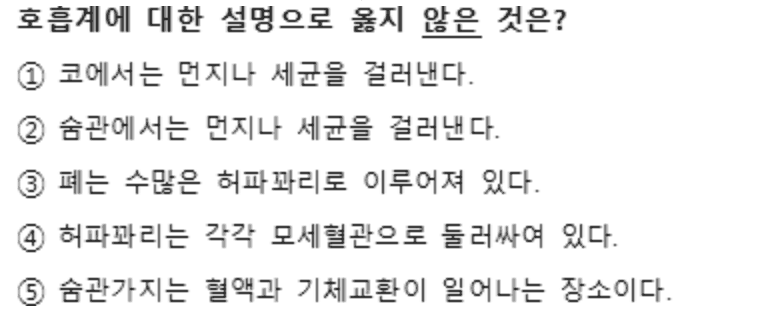 호흡계에 대한 설명으로 옳지 않은 것은?
① 코에서는 먼지나 세균을 걸러낸다.
② 숨관에서는 먼지나 세균을 걸러낸다.
③ 폐는 수많은 허파꽈리로 이루어져 있다.
④ 허파꽈리는 각각 모세혈관으로 둘러싸여 있다.
⑤ 숨관가지는 혈액과 기체교환이 일어나는 장소이다.